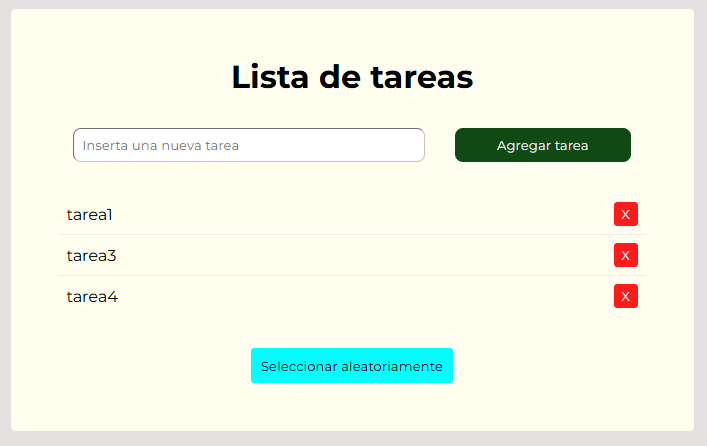 Lista de tareas
Inserta una nueva tarea
Agregar tarea
tarea1
X
tarea3
X
tarea4
X
Seleccionar aleatoriamente